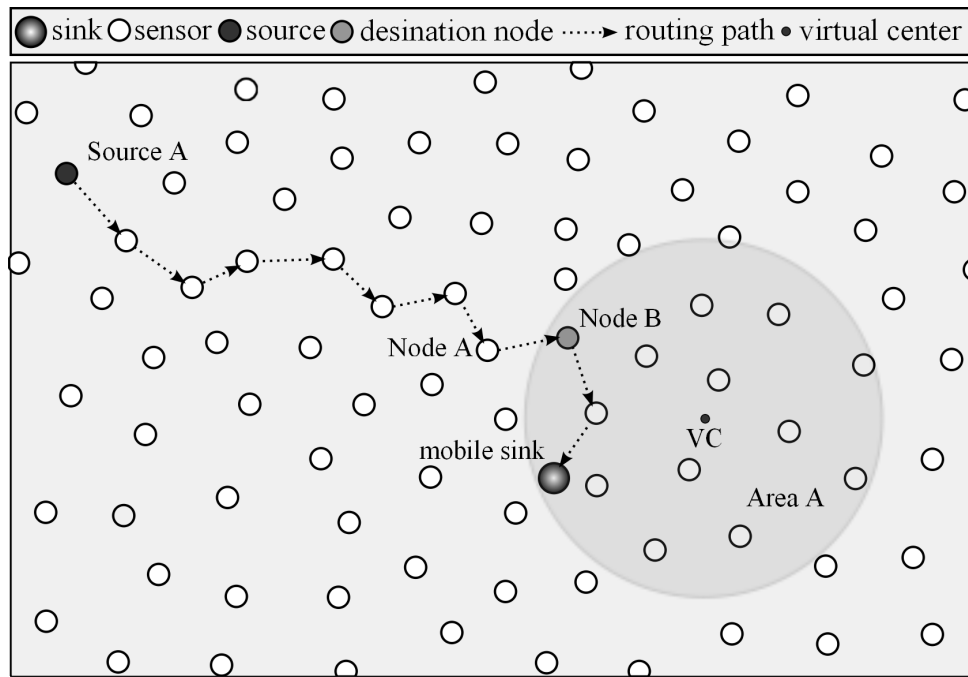 sink sensor source desination node routing path virtual center
Source A
Node B
Node A
VC
mobile sink
Area A